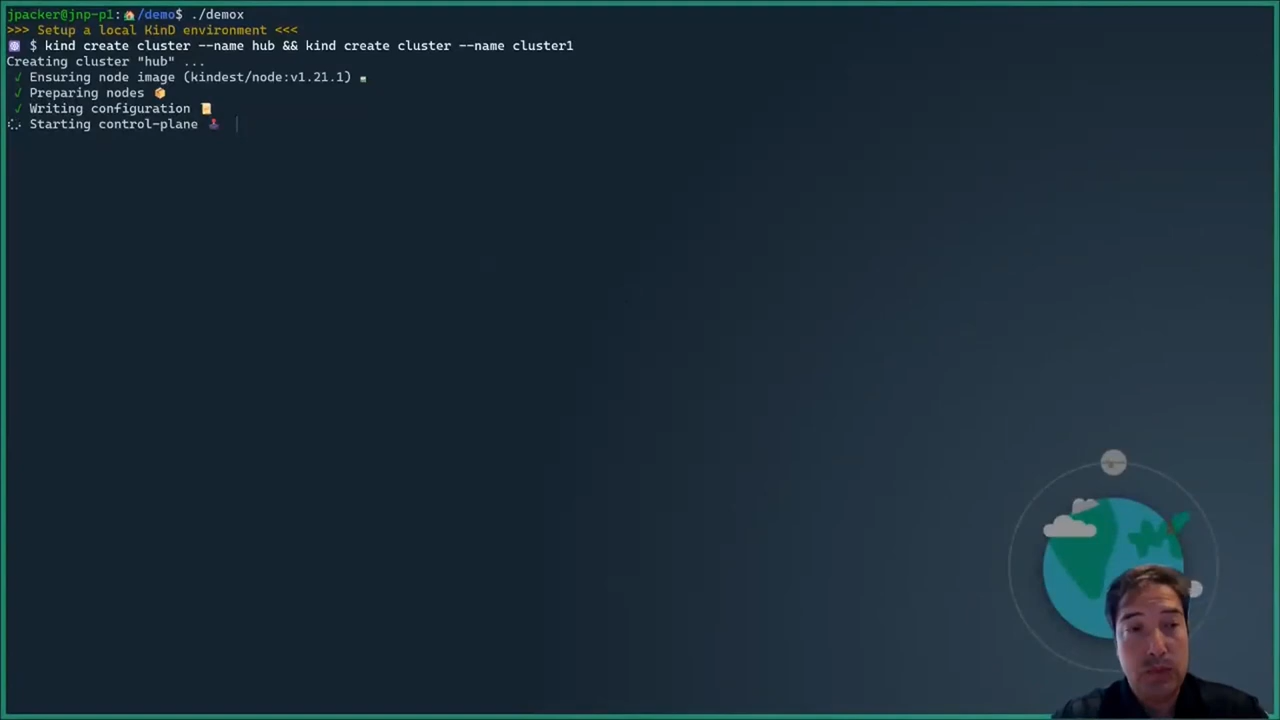 jpacker@jnp-p1:🏠/demo$ ./demox
>>> Setup a local KinD environment <<<
$ kind create cluster --name hub && kind create cluster --name cluster1
Creating cluster "hub" ...
✓ Ensuring node image (kindest/node:v1.21.1) 🖼
✓ Preparing nodes 📦
✓ Writing configuration 📜
Starting control-plane 🕹️